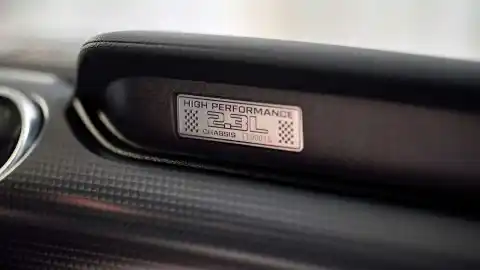 HIGH PERFORMANCE
2.3L
CHASSIS